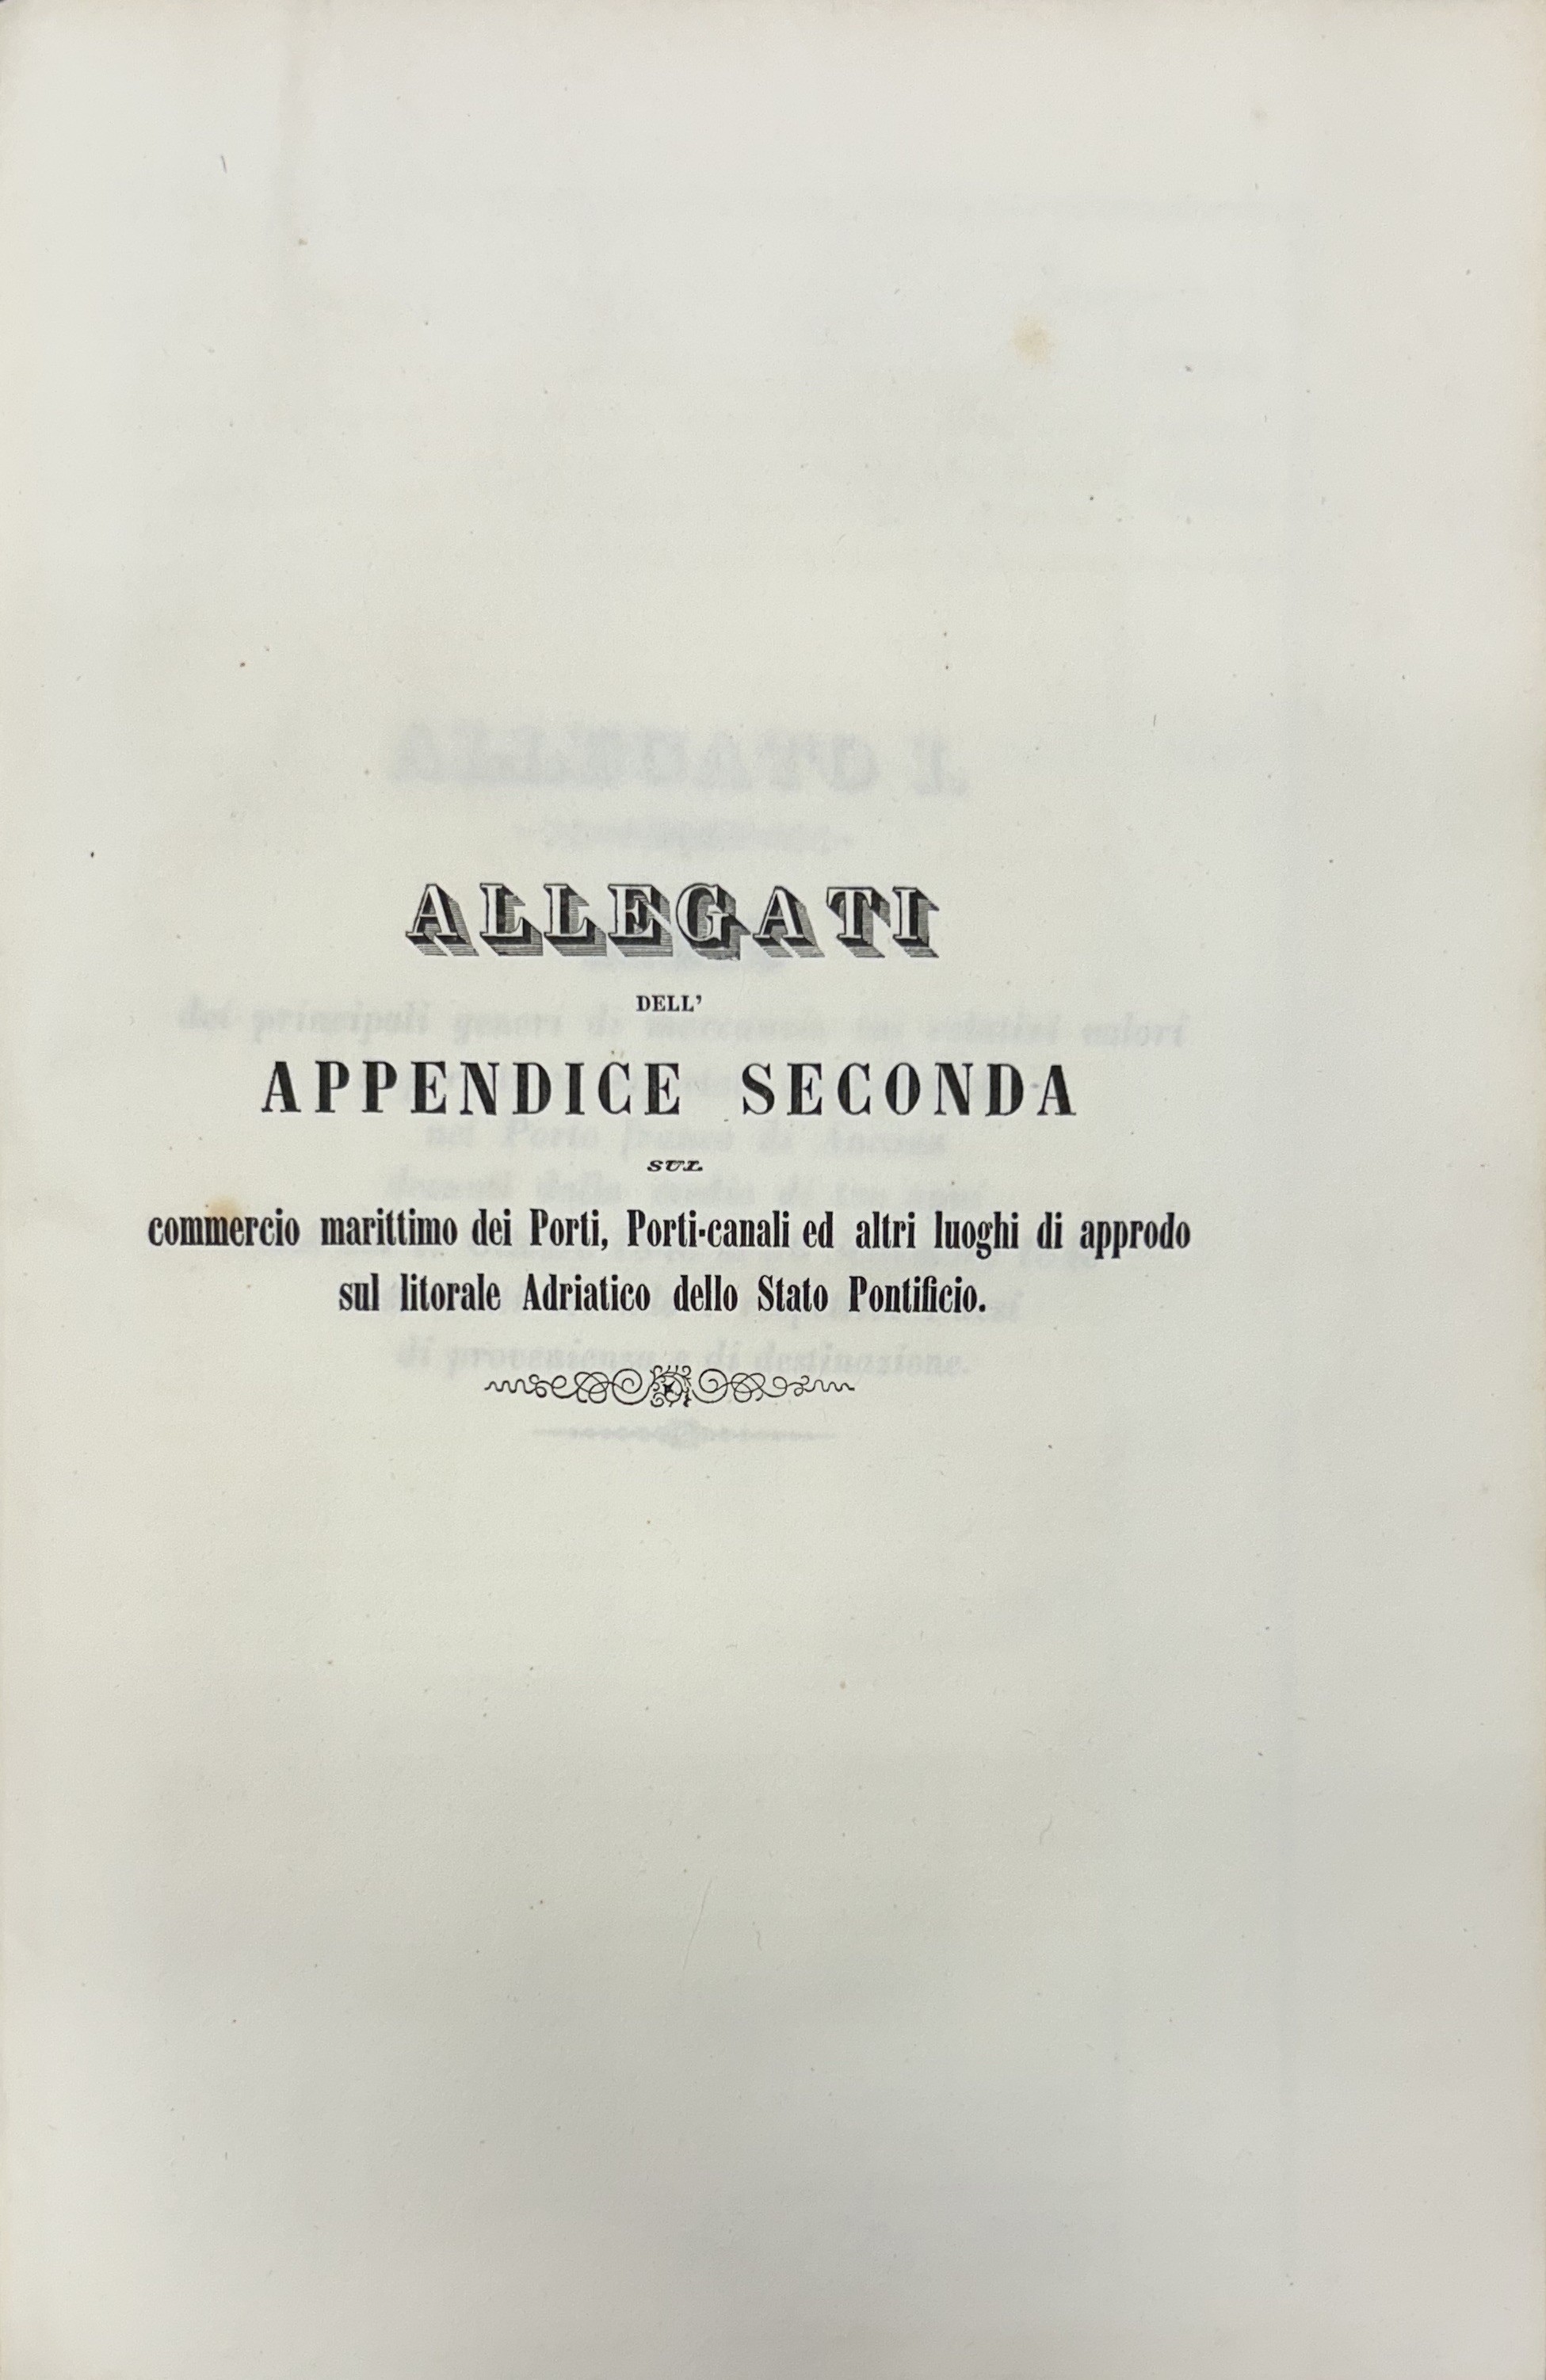 ALLEGATI
DELL'
APPENDICE SECONDA
SUL
commercio marittimo dei Porti, Porti-canali ed altri luoghi di approdo
sul litorale Adriatico dello Stato Pontificio.